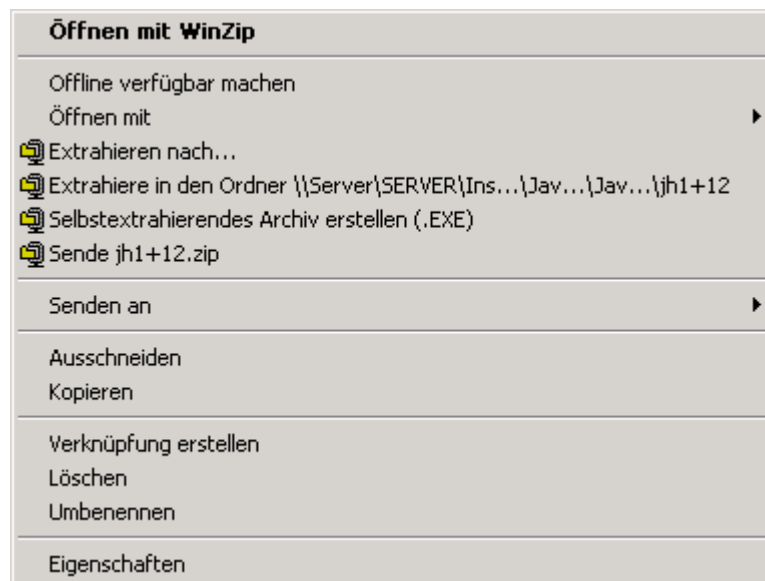 Öffnen mit WinZip
Offline verfügbar machen
Öffnen mit
Extrahieren nach...
Extrahiere in den Ordner \\Server\SERVER\Ins...\Jav...\Jav...\jh1+12
Selbstextrahierendes Archiv erstellen (.EXE)
Sende jh1+12.zip
Senden an
Ausschneiden
Kopieren
Verknüpfung erstellen
Löschen
Umbenennen
Eigenschaften